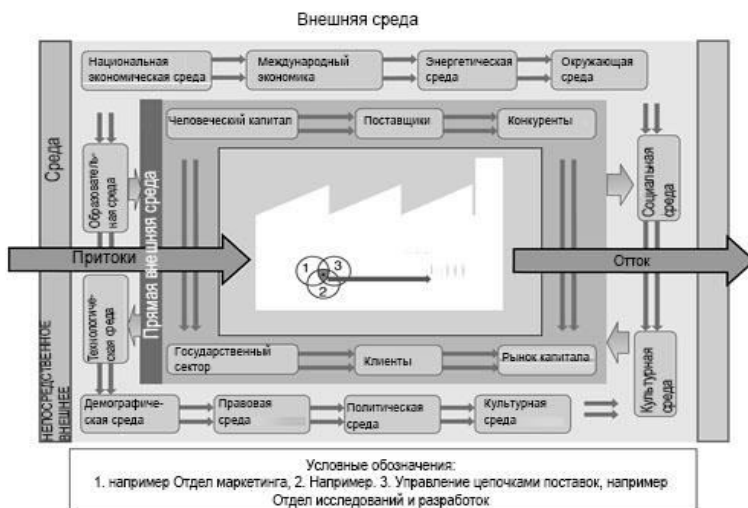 Внешняя среда
Национальная
экономическая среда
Международный
экономика
Энергетическая
среда
Окружающая
среда
Среда
Человеческий капитал
Поставщики
Конкуренты
Образователь-
ная среда
Прямая внешняя среда
Социальная
среда
1
3
2
Притоки
Отток
Технологиче-
ская среда
Государственный
сектор
Клиенты
Рынок капитала
Культурная
среда
НЕПОСРЕДСТВЕННОЕ
ВНЕШНЕЕ
Демографиче-
ская среда
Правовая
среда
Политическая
среда
Культурная
среда
Условные обозначения:
1. например Отдел маркетинга, 2. Например. 3. Управление цепочками поставок, например
Отдел исследований и разработок